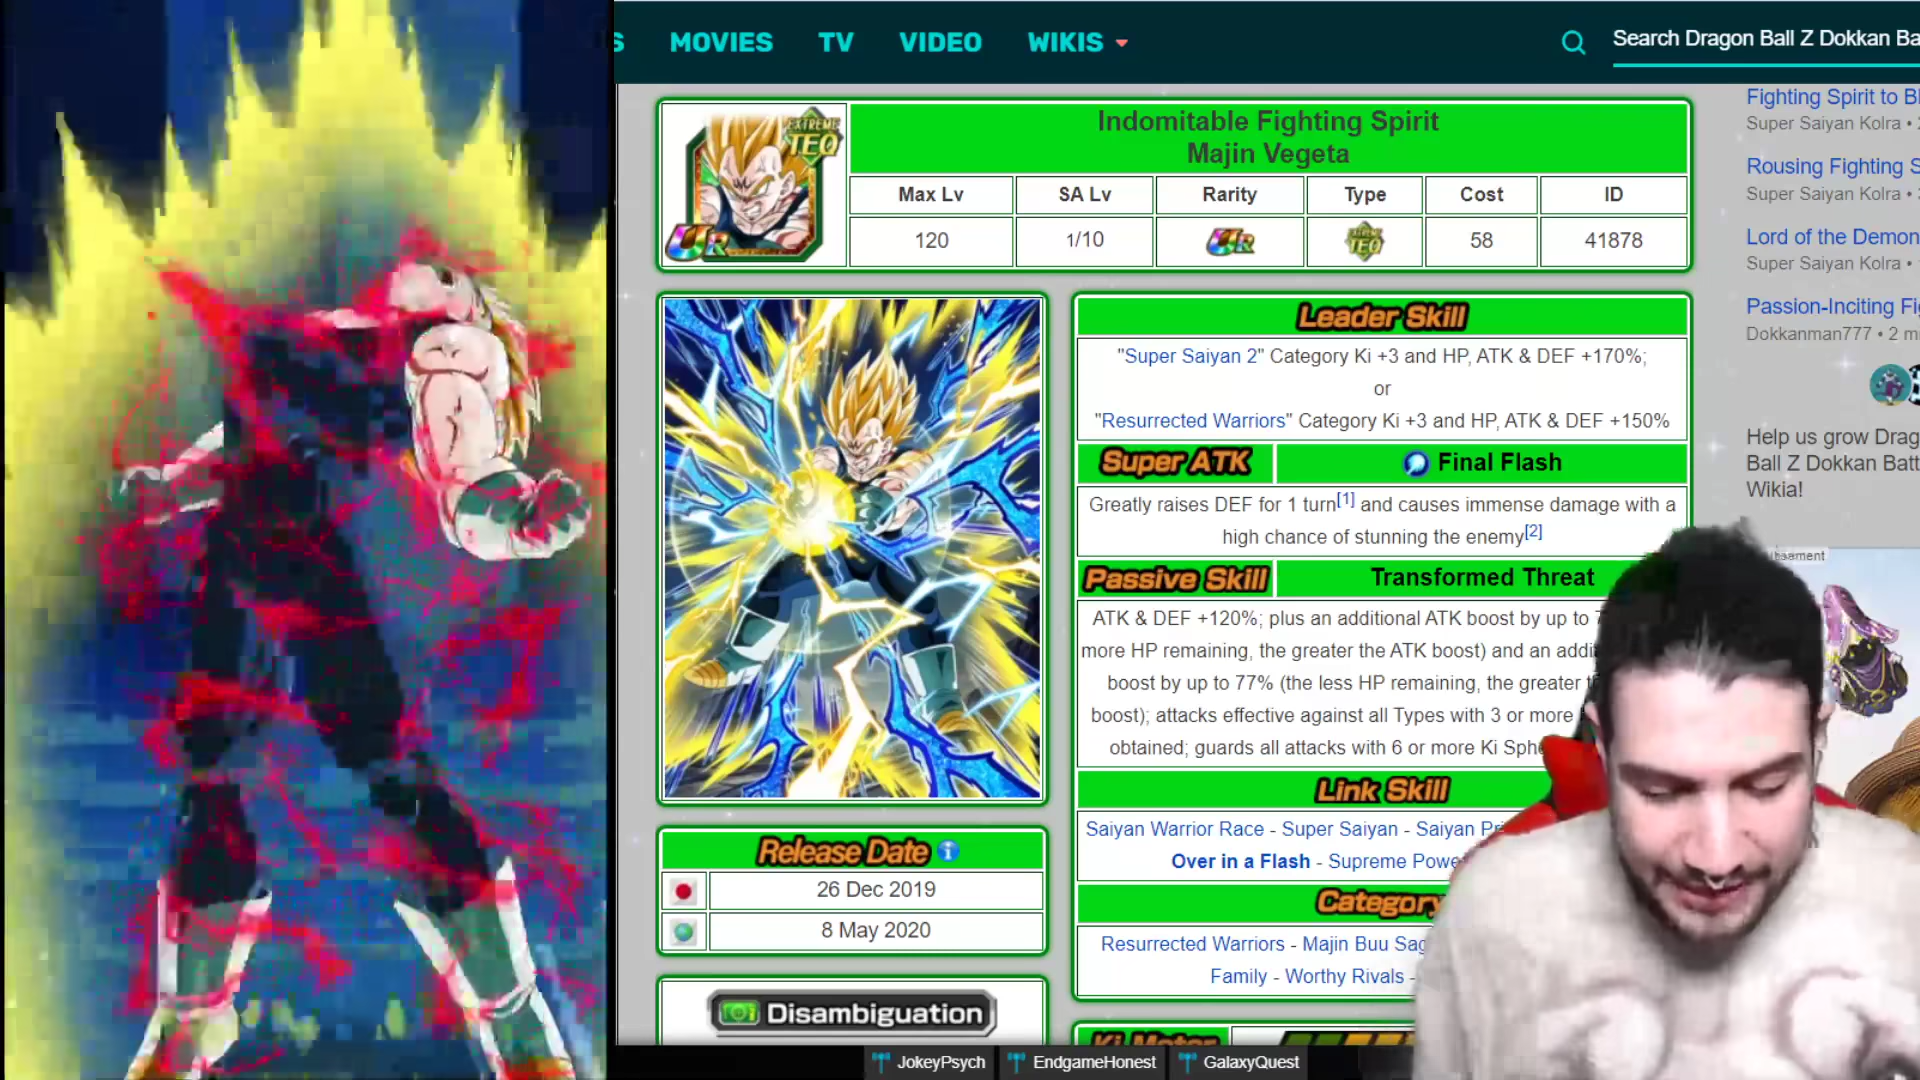 S MOVIES TV VIDEO WIKIS
Search Dragon Ball Z Dokkan Ba
Indomitable Fighting Spirit
Majin Vegeta
EXTREME
TEQ
UR
Max Lv SA Lv Rarity Type Cost ID
120 1/10 UR EXTREME TEQ 58 41878
Leader Skill
"Super Saiyan 2" Category Ki +3 and HP, ATK & DEF +170%;
or
"Resurrected Warriors" Category Ki +3 and HP, ATK & DEF +150%
Super ATK Final Flash
Greatly raises DEF for 1 turn[1] and causes immense damage with a
high chance of stunning the enemy[2]
Passive Skill Transformed Threat
ATK & DEF +120%; plus an additional ATK boost by up to 7
more HP remaining, the greater the ATK boost) and an addi
boost by up to 77% (the less HP remaining, the greater t
boost); attacks effective against all Types with 3 or more
obtained; guards all attacks with 6 or more Ki Sphe
Link Skill
Saiyan Warrior Race - Super Saiyan - Saiyan Pr
Over in a Flash - Supreme Powe
Category
Resurrected Warriors - Majin Buu Sag
Family - Worthy Rivals -
Ki Meter
Release Date
26 Dec 2019
8 May 2020
Disambiguation
Fighting Spirit to Bl
Super Saiyan Kolra • 2
Rousing Fighting S
Super Saiyan Kolra •
Lord of the Demon
Super Saiyan Kolra •
Passion-Inciting Fi
Dokkanman777 • 2 mi
Help us grow Drag
Ball Z Dokkan Batt
Wikia!
JokeyPsych EndgameHonest GalaxyQuest